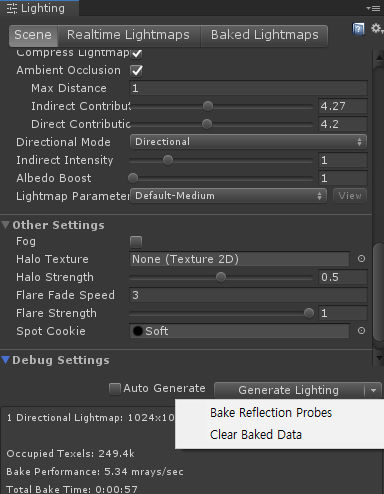 Lighting
Scene Realtime Lightmaps Baked Lightmaps
Compress Lightmap
Ambient Occlusion
Max Distance 1
Indirect Contribut 4.27
Direct Contributic 4.2
Directional Mode Directional
Indirect Intensity 1
Albedo Boost 1
Lightmap Parameter Default-Medium View
Other Settings
Fog
Halo Texture None (Texture 2D)
Halo Strength 0.5
Flare Fade Speed 3
Flare Strength 1
Spot Cookie Soft
Debug Settings
Auto Generate Generate Lighting
Bake Reflection Probes
Clear Baked Data
1 Directional Lightmap: 1024x10
Occupied Texels: 249.4k
Bake Performance: 5.34 mrays/sec
Total Bake Time: 0:00:57